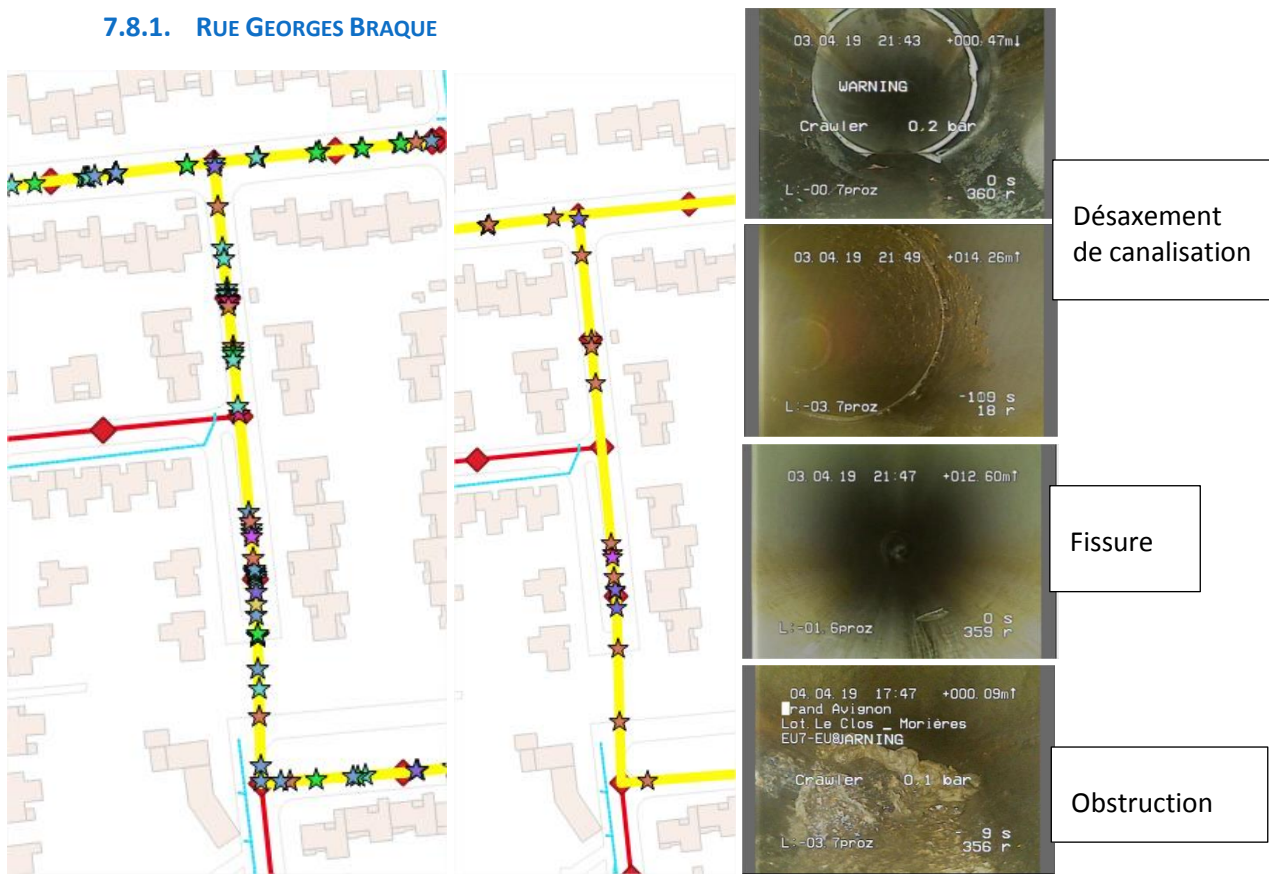 7.8.1. RUE GEORGES BRAQUE
03.04.19 21:43 +000.47m↓
WARNING
Crawler 0,2 bar
0 s
L:-00.7proz 360 r
Désaxement
de canalisation
03.04.19 21:49 +014.26m↑
-109 s
L:-03.7proz 18 r
03.04.19 21:47 +012.60m↑
0 s
L:-01.6proz 359 r
Fissure
04.04.19 17:47 +000.09m↑
rand Avignon
Lot.Le Clos _ Morières
EU7-EU8WARNING
Crawler 0,1 bar
- 9 s
L:-03.7proz 356 r
Obstruction